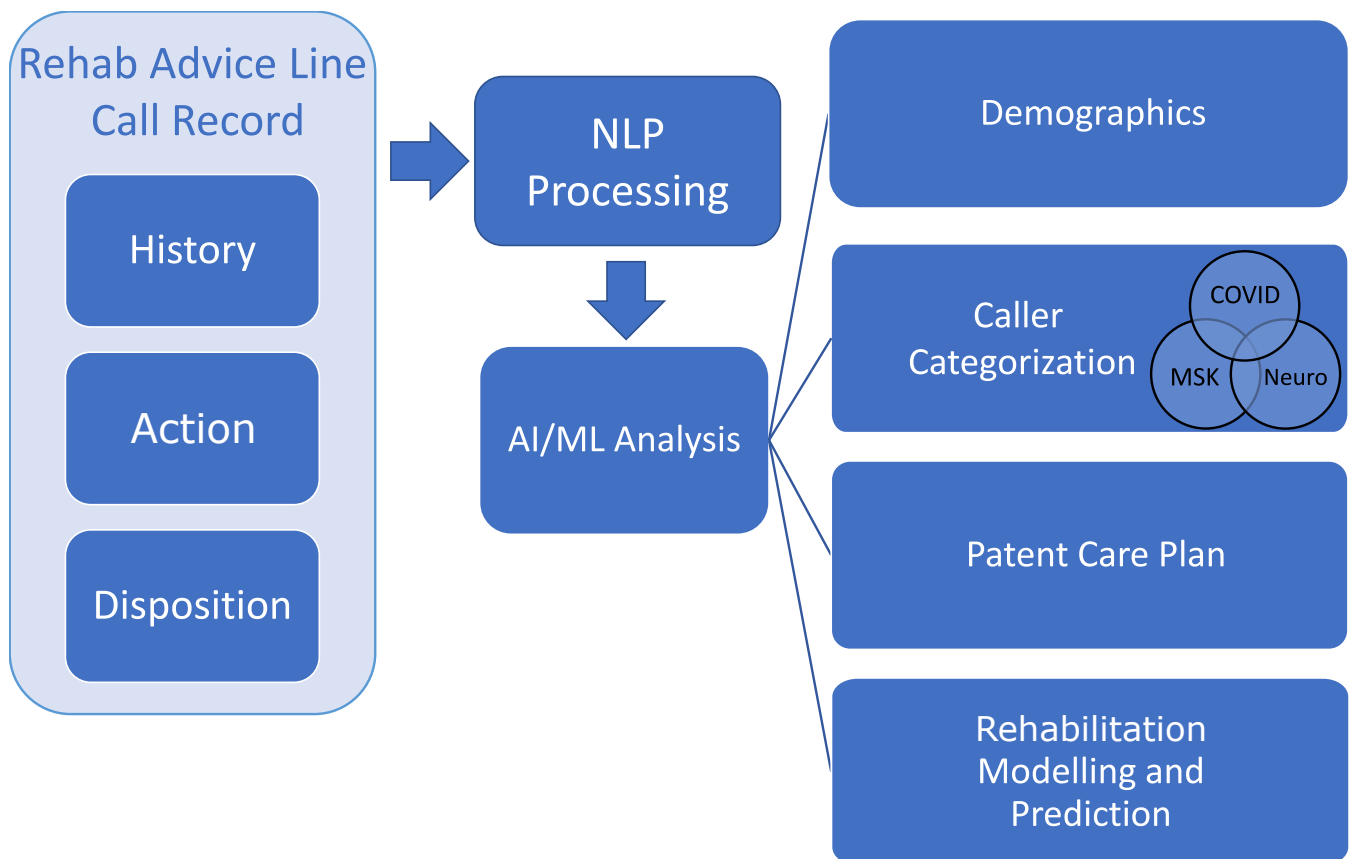 Rehab Advice Line
Call Record
History
Action
Disposition
NLP
Processing
AI/ML Analysis
Demographics
Caller
Categorization
COVID
MSK
Neuro
Patent Care Plan
Rehabilitation
Modelling and
Prediction